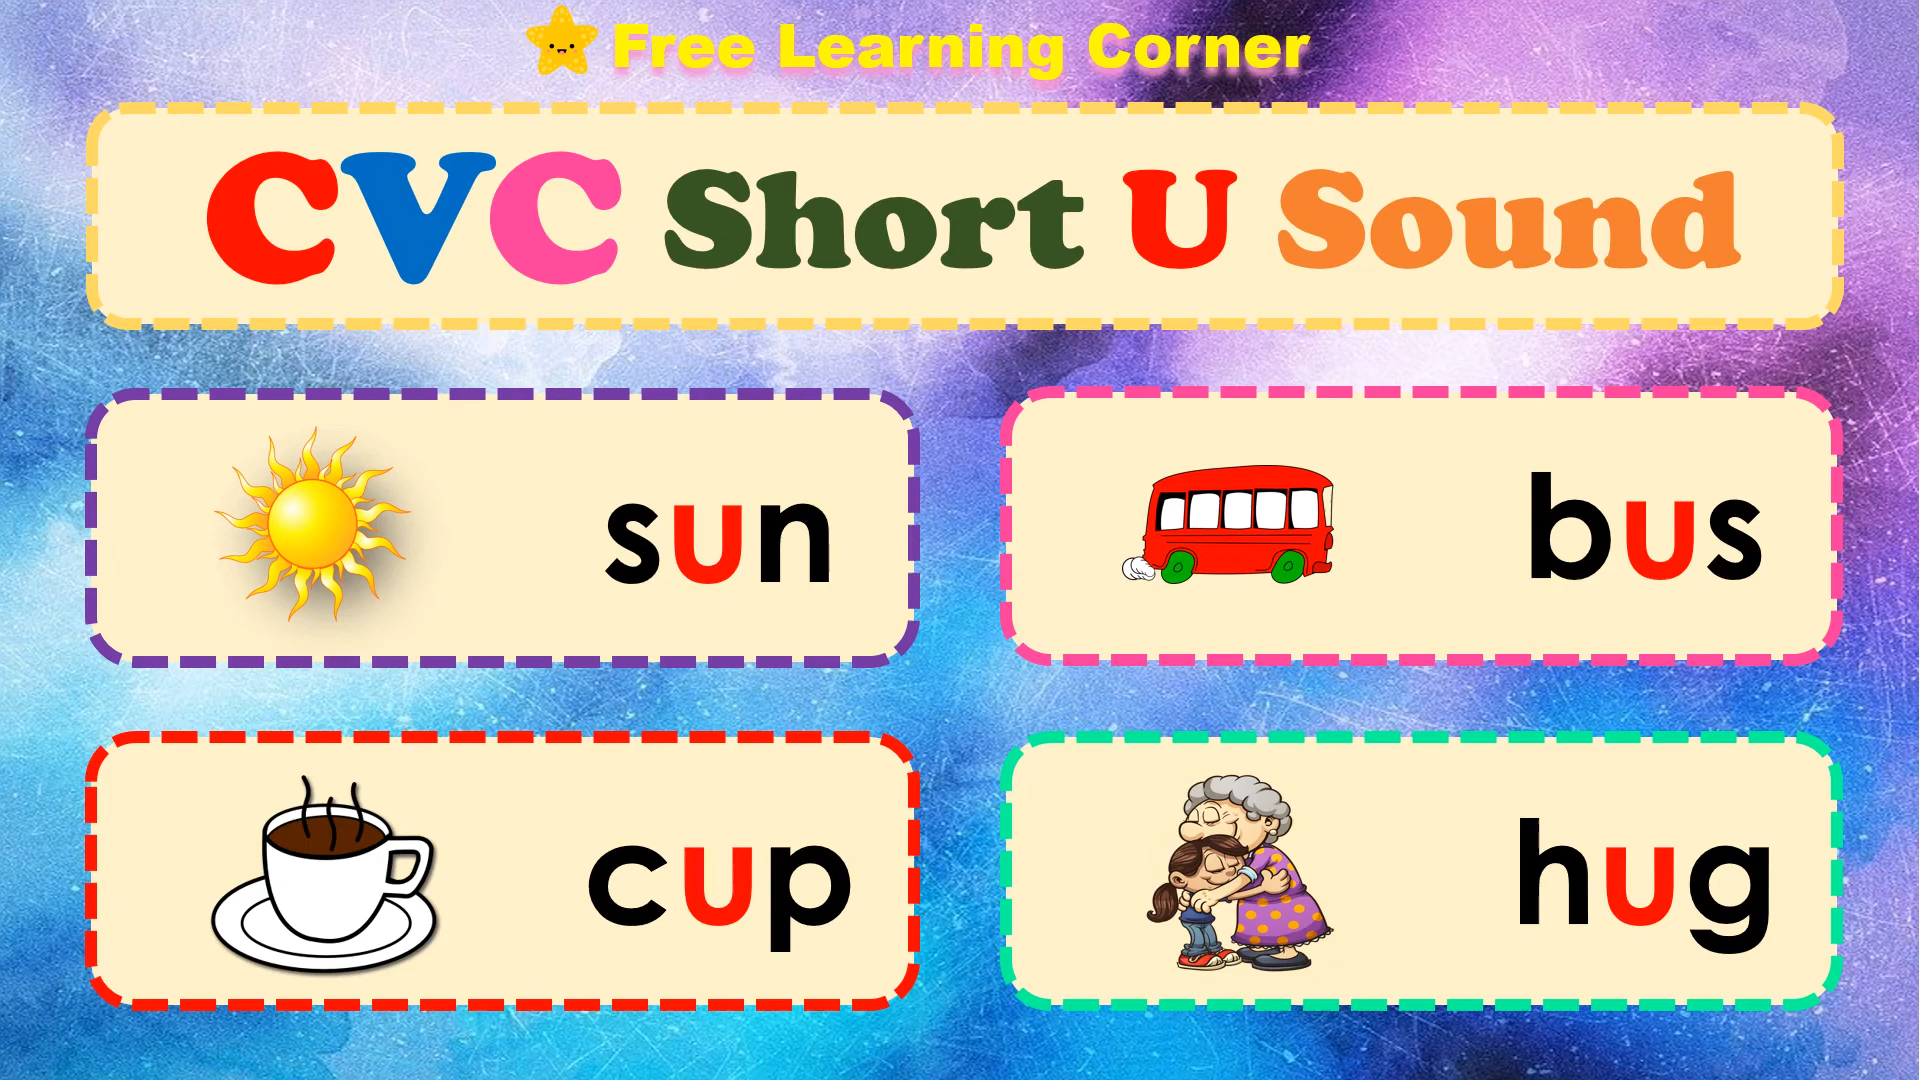 Free Learning Corner
CVC Short U Sound
sun
bus
cup
hug